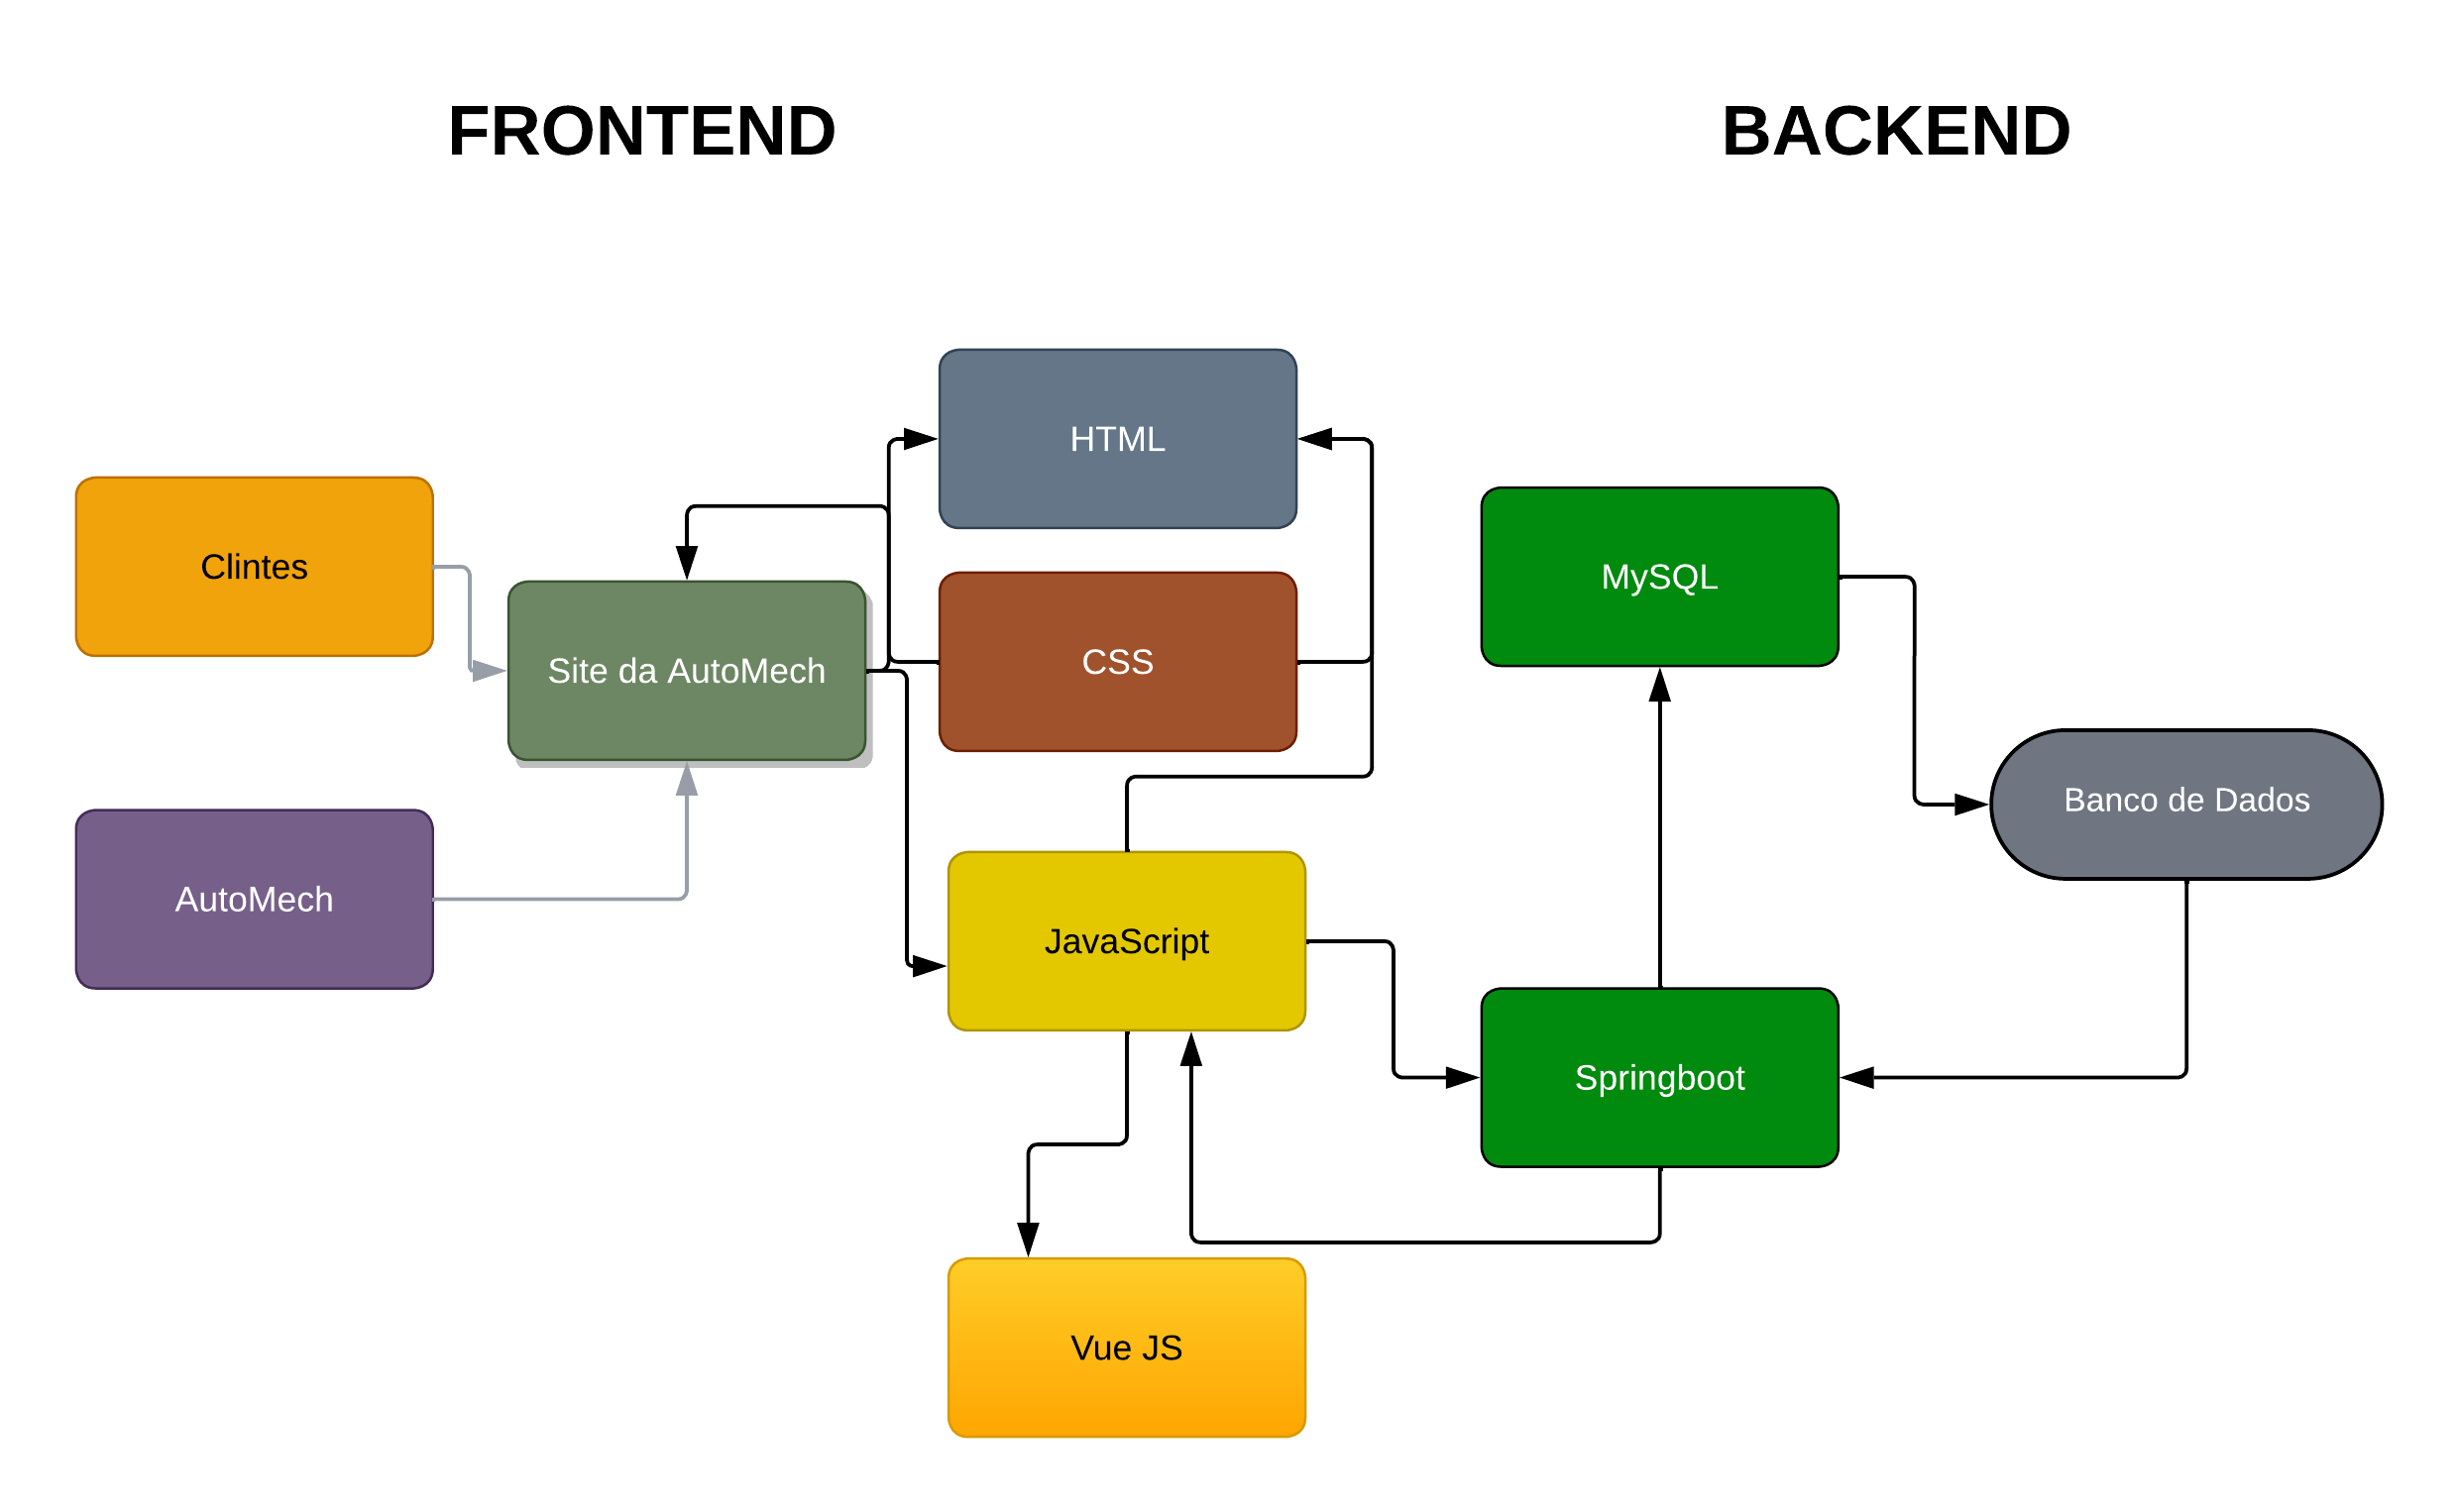 FRONTEND
BACKEND
HTML
Clintes
MySQL
CSS
Site da AutoMech
Banco de Dados
AutoMech
JavaScript
Springboot
Vue JS